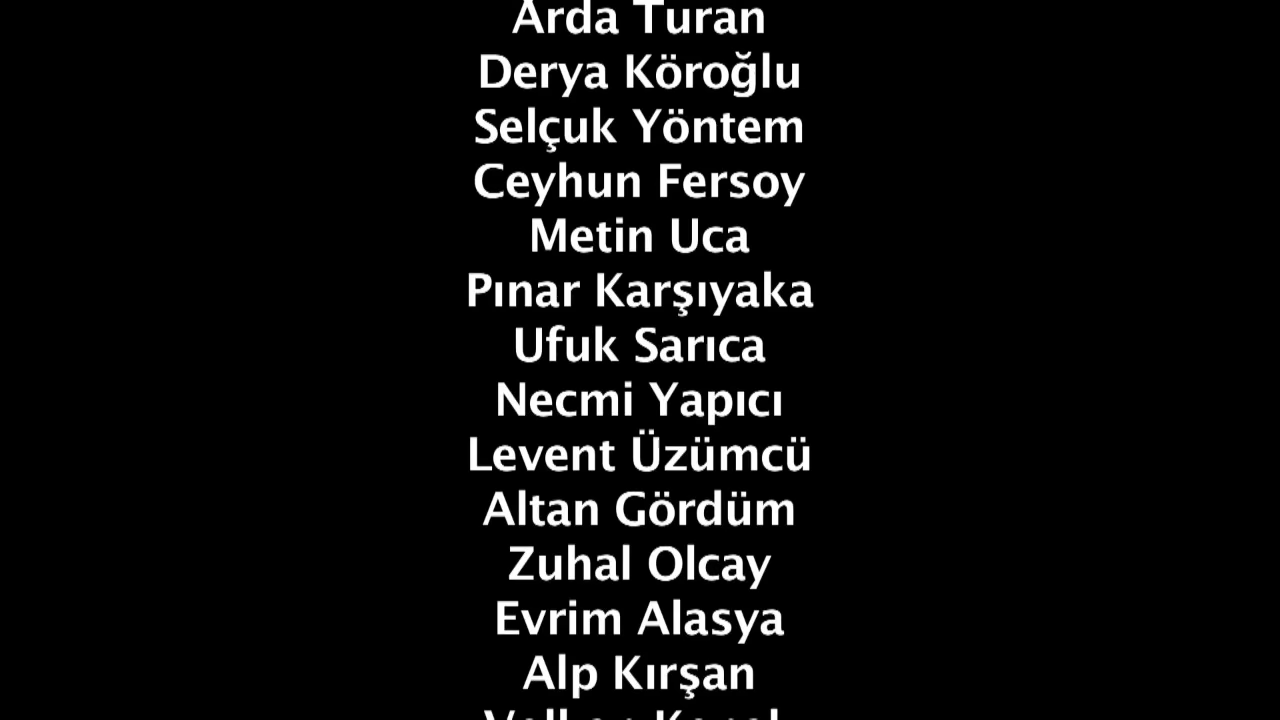 Arda Turan
Derya Köroğlu
Selçuk Yöntem
Ceyhun Fersoy
Metin Uca
Pınar Karşıyaka
Ufuk Sarıca
Necmi Yapıcı
Levent Üzümcü
Altan Gördüm
Zuhal Olcay
Evrim Alasya
Alp Kırşan